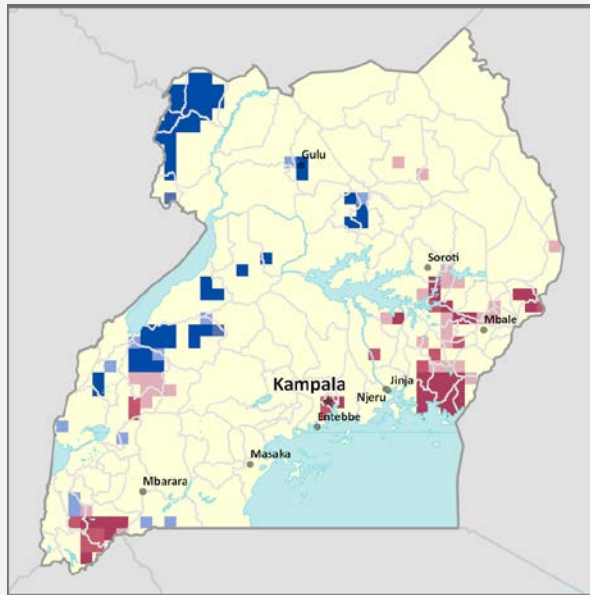 Gulu
Soroti
Mbale
Kampala
Jinja
Njeru
Entebbe
Masaka
Mbarara